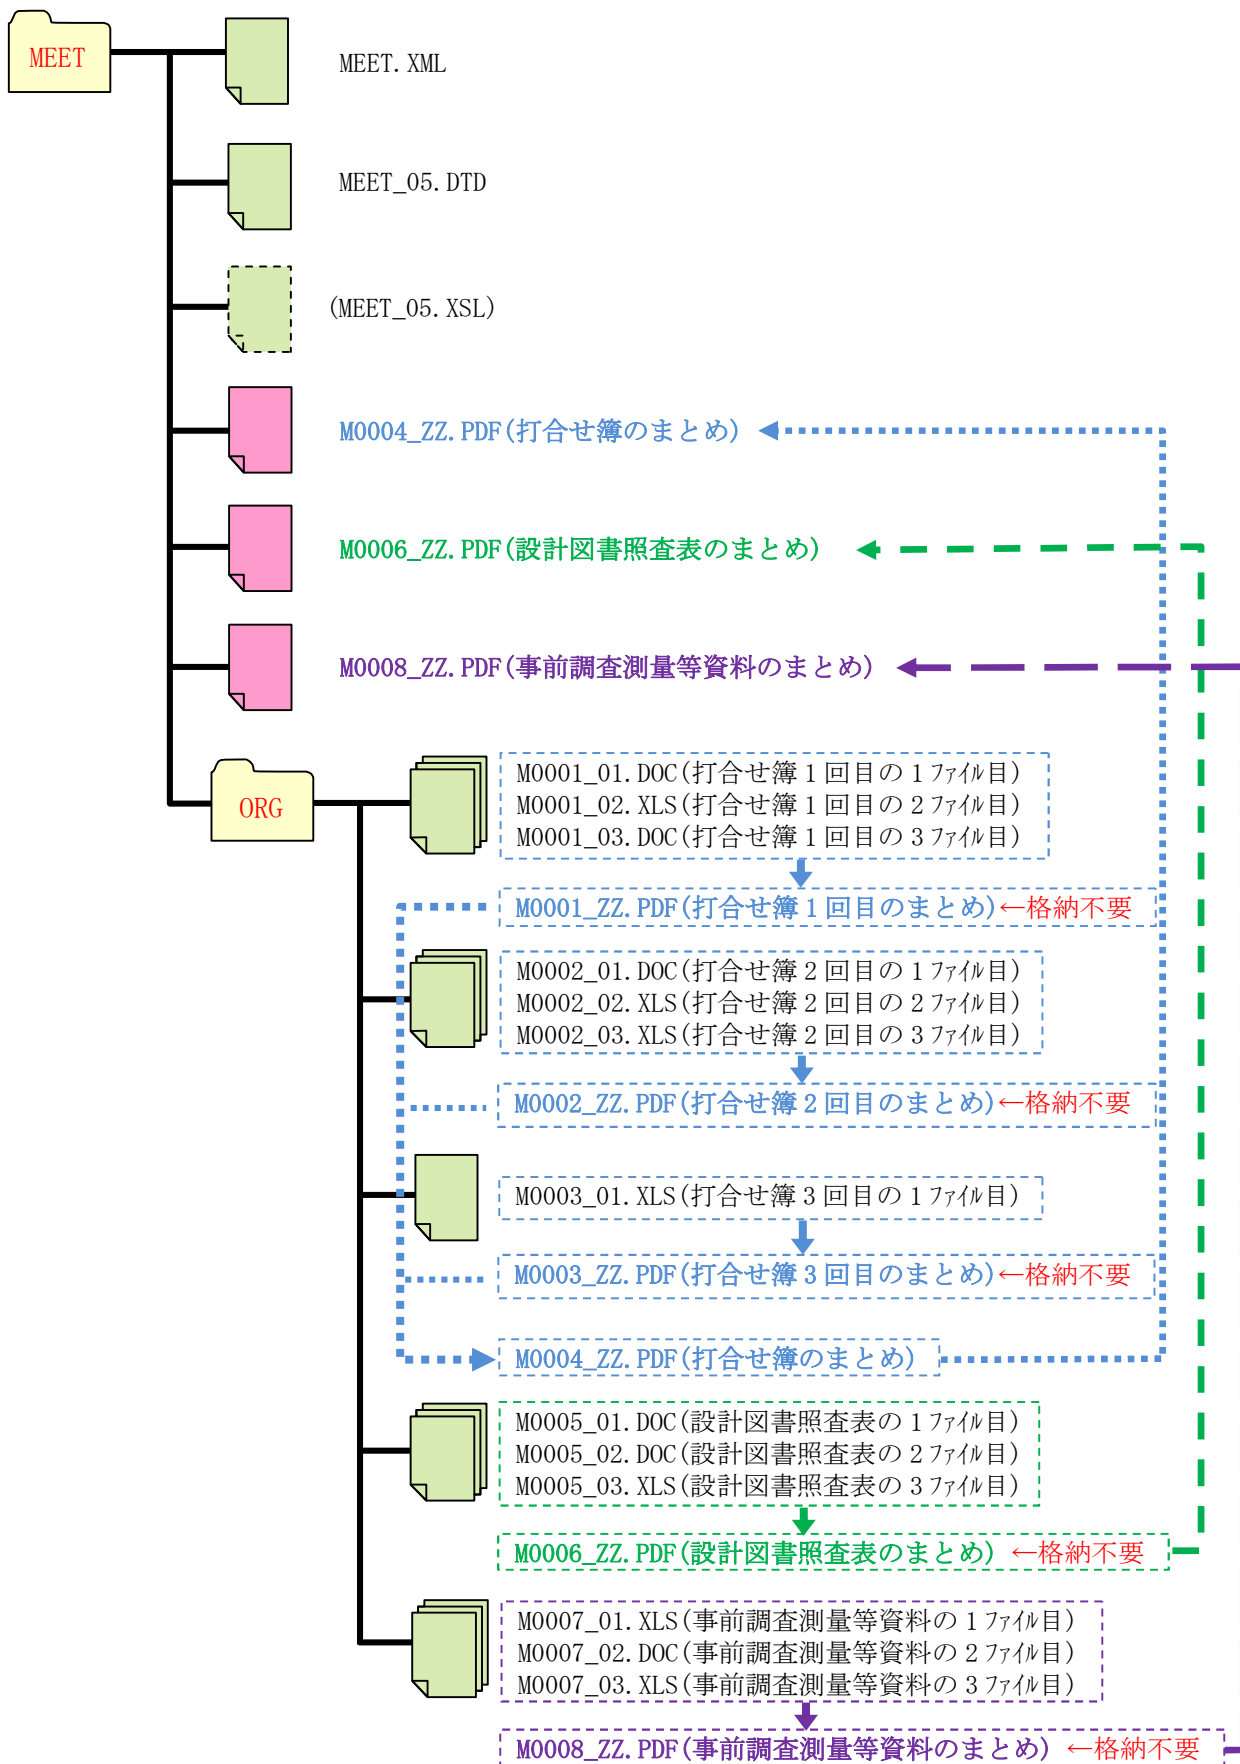 MEET
MEET.XML
MEET_05.DTD
(MEET_05.XSL)
M0004_ZZ.PDF(打合せ簿のまとめ)
M0006_ZZ.PDF(設計図書照査表のまとめ)
M0008_ZZ.PDF(事前調査測量等資料のまとめ)
ORG
M0001_01.DOC(打合せ簿1回目の1ﾌｧｲﾙ目)
M0001_02.XLS(打合せ簿1回目の2ﾌｧｲﾙ目)
M0001_03.DOC(打合せ簿1回目の3ﾌｧｲﾙ目)
M0001_ZZ.PDF(打合せ簿1回目のまとめ)←格納不要
M0002_01.DOC(打合せ簿2回目の1ﾌｧｲﾙ目)
M0002_02.XLS(打合せ簿2回目の2ﾌｧｲﾙ目)
M0002_03.XLS(打合せ簿2回目の3ﾌｧｲﾙ目)
M0002_ZZ.PDF(打合せ簿2回目のまとめ)←格納不要
M0003_01.XLS(打合せ簿3回目の1ﾌｧｲﾙ目)
M0003_ZZ.PDF(打合せ簿3回目のまとめ)←格納不要
M0004_ZZ.PDF(打合せ簿のまとめ)
M0005_01.DOC(設計図書照査表の1ﾌｧｲﾙ目)
M0005_02.DOC(設計図書照査表の2ﾌｧｲﾙ目)
M0005_03.XLS(設計図書照査表の3ﾌｧｲﾙ目)
M0006_ZZ.PDF(設計図書照査表のまとめ) ←格納不要
M0007_01.XLS(事前調査測量等資料の1ﾌｧｲﾙ目)
M0007_02.DOC(事前調査測量等資料の2ﾌｧｲﾙ目)
M0007_03.XLS(事前調査測量等資料の3ﾌｧｲﾙ目)
M0008_ZZ.PDF(事前調査測量等資料のまとめ) ←格納不要